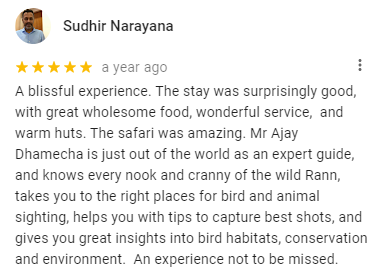 Sudhir Narayana
a year ago
A blissful experience. The stay was surprisingly good,
with great wholesome food, wonderful service,  and
warm huts. The safari was amazing. Mr Ajay
Dhamecha is just out of the world as an expert guide,
and knows every nook and cranny of the wild Rann,
takes you to the right places for bird and animal
sighting, helps you with tips to capture best shots, and
gives you great insights into bird habitats, conservation
and environment.  An experience not to be missed.